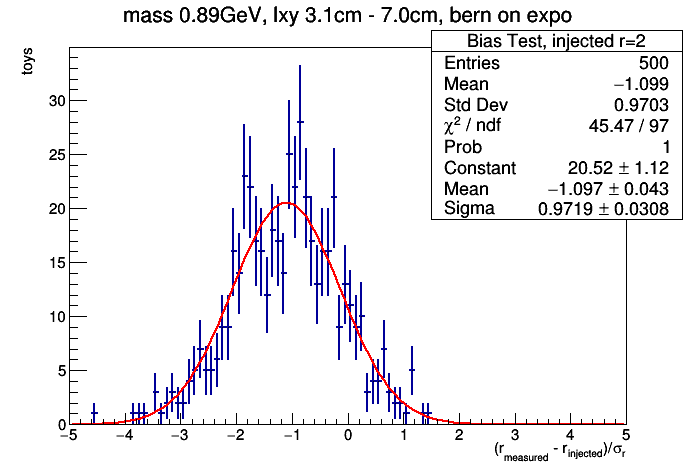 mass 0.89GeV, lxy 3.1cm - 7.0cm, bern on expo
toys
Bias Test, injected r=2
Entries 500
Mean −1.099
Std Dev 0.9703
χ² / ndf 45.47 / 97
Prob 1
Constant 20.52 ± 1.12
Mean −1.097 ± 0.043
Sigma 0.9719 ± 0.0308
30
25
20
15
10
5
0
−5 −4 −3 −2 −1 0 1 2 3 4 5
(r_measured - r_injected)/σ_r